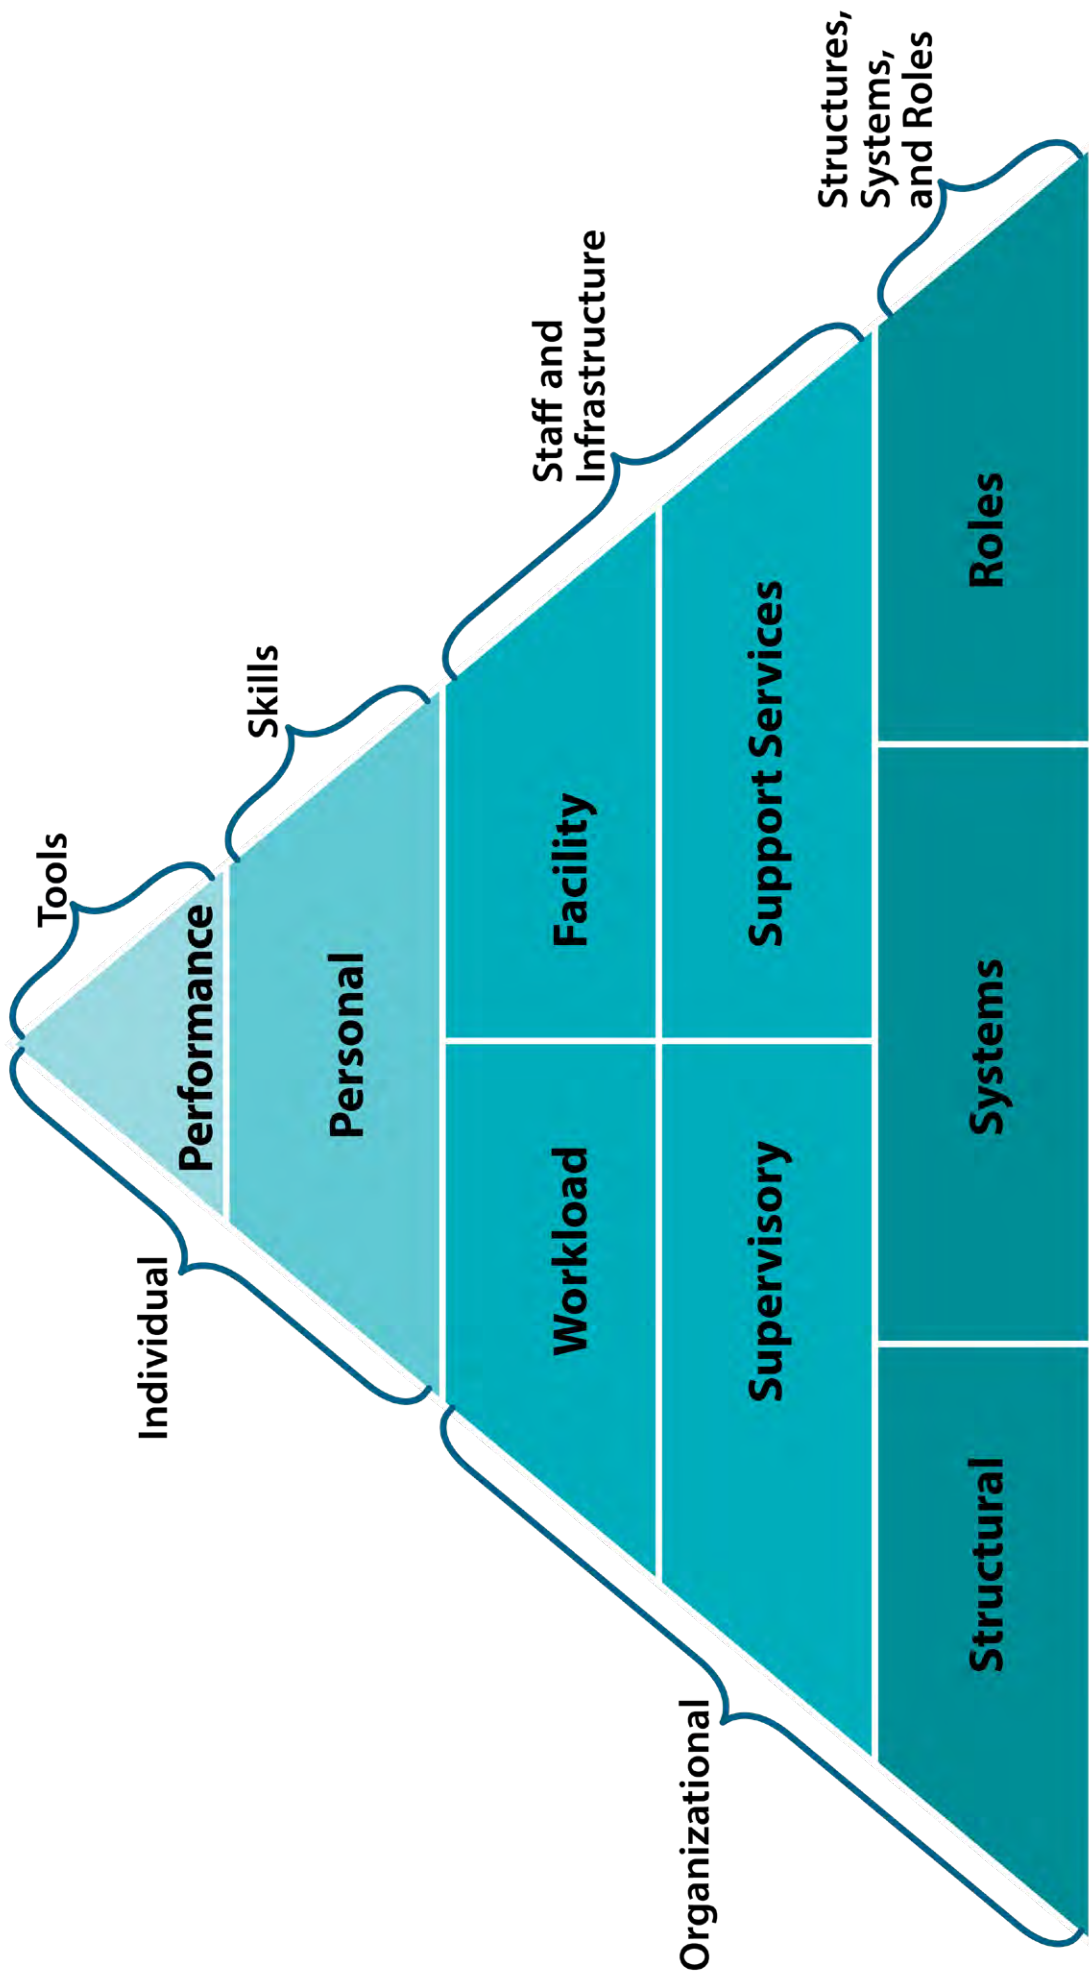 Tools
Individual
Performance
Skills
Personal
Staff and
Infrastructure
Workload
Facility
Organizational
Supervisory
Support Services
Structures,
Systems,
and Roles
Structural
Systems
Roles